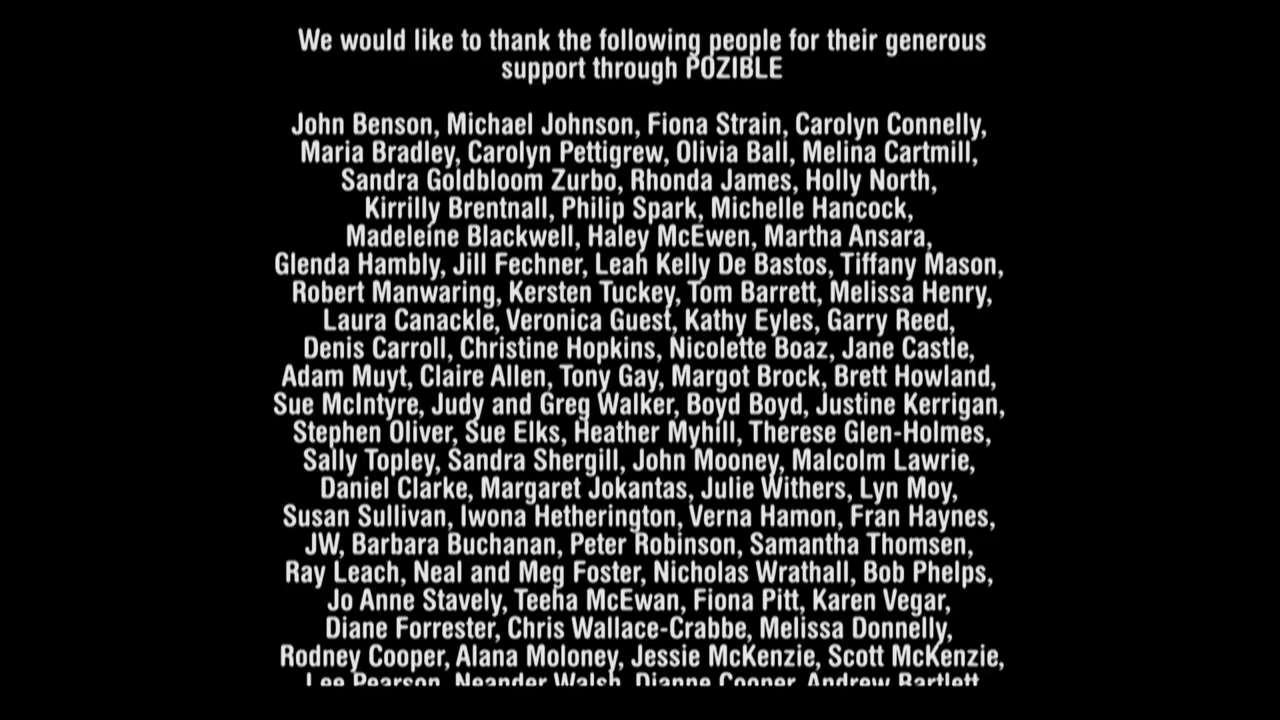 We would like to thank the following people for their generous
support through POZIBLE
John Benson, Michael Johnson, Fiona Strain, Carolyn Connelly,
Maria Bradley, Carolyn Pettigrew, Olivia Ball, Melina Cartmill,
Sandra Goldbloom Zurbo, Rhonda James, Holly North,
Kirrilly Brentnall, Philip Spark, Michelle Hancock,
Madeleine Blackwell, Haley McEwen, Martha Ansara,
Glenda Hambly, Jill Fechner, Leah Kelly De Bastos, Tiffany Mason,
Robert Manwaring, Kersten Tuckey, Tom Barrett, Melissa Henry,
Laura Canackle, Veronica Guest, Kathy Eyles, Garry Reed,
Denis Carroll, Christine Hopkins, Nicolette Boaz, Jane Castle,
Adam Muyt, Claire Allen, Tony Gay, Margot Brock, Brett Howland,
Sue McIntyre, Judy and Greg Walker, Boyd Boyd, Justine Kerrigan,
Stephen Oliver, Sue Elks, Heather Myhill, Therese Glen-Holmes,
Sally Topley, Sandra Shergill, John Mooney, Malcolm Lawrie,
Daniel Clarke, Margaret Jokantas, Julie Withers, Lyn Moy,
Susan Sullivan, Iwona Hetherington, Verna Hamon, Fran Haynes,
JW, Barbara Buchanan, Peter Robinson, Samantha Thomsen,
Ray Leach, Neal and Meg Foster, Nicholas Wrathall, Bob Phelps,
Jo Anne Stavely, Teeha McEwan, Fiona Pitt, Karen Vegar,
Diane Forrester, Chris Wallace-Crabbe, Melissa Donnelly,
Rodney Cooper, Alana Moloney, Jessie McKenzie, Scott McKenzie,
Lee Pearson, Neander Walsh, Dianne Cooper, Andrew Bartlett